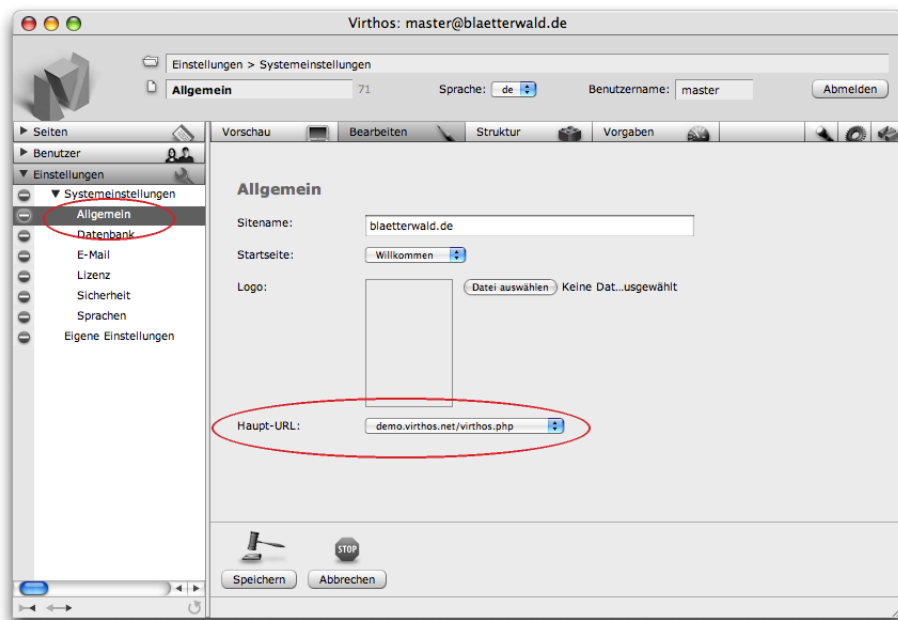 Virthos: master@blaetterwald.de
Einstellungen > Systemeinstellungen
Allgemein 71 Sprache: de Benutzername: master Abmelden
Seiten Vorschau Bearbeiten Struktur Vorgaben
Benutzer
Einstellungen
Systemeinstellungen
Allgemein
Datenbank
E-Mail
Lizenz
Sicherheit
Sprachen
Eigene Einstellungen
Allgemein
Sitename: blaetterwald.de
Startseite: Willkommen
Logo: Datei auswählen Keine Dat...usgewählt
Haupt-URL: demo.virthos.net/virthos.php
STOP
Speichern Abbrechen